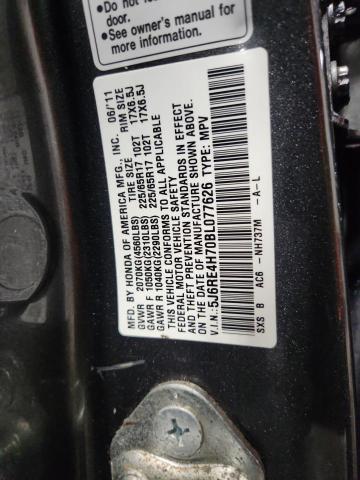 •Do not
door.
•See owner's manual for
more information.
MFD. BY HONDA OF AMERICA MFG., INC. 06/'11
TIRE SIZE RIM SIZE
GVWR 2070KG(4560LBS) 225/65R17 102T 17X6.5J
GAWR F 1050KG(2310LBS) 225/65R17 102T 17X6.5J
GAWR R 1040KG(2290LBS)
THIS VEHICLE CONFORMS TO ALL APPLICABLE
FEDERAL MOTOR VEHICLE SAFETY
AND THEFT PREVENTION STANDARDS IN EFFECT
ON THE DATE OF MANUFACTURE SHOWN ABOVE.
V.I.N.:5J6RE4H70BL077626 TYPE: MPV
SXS B AC6 -NH737M -A-L